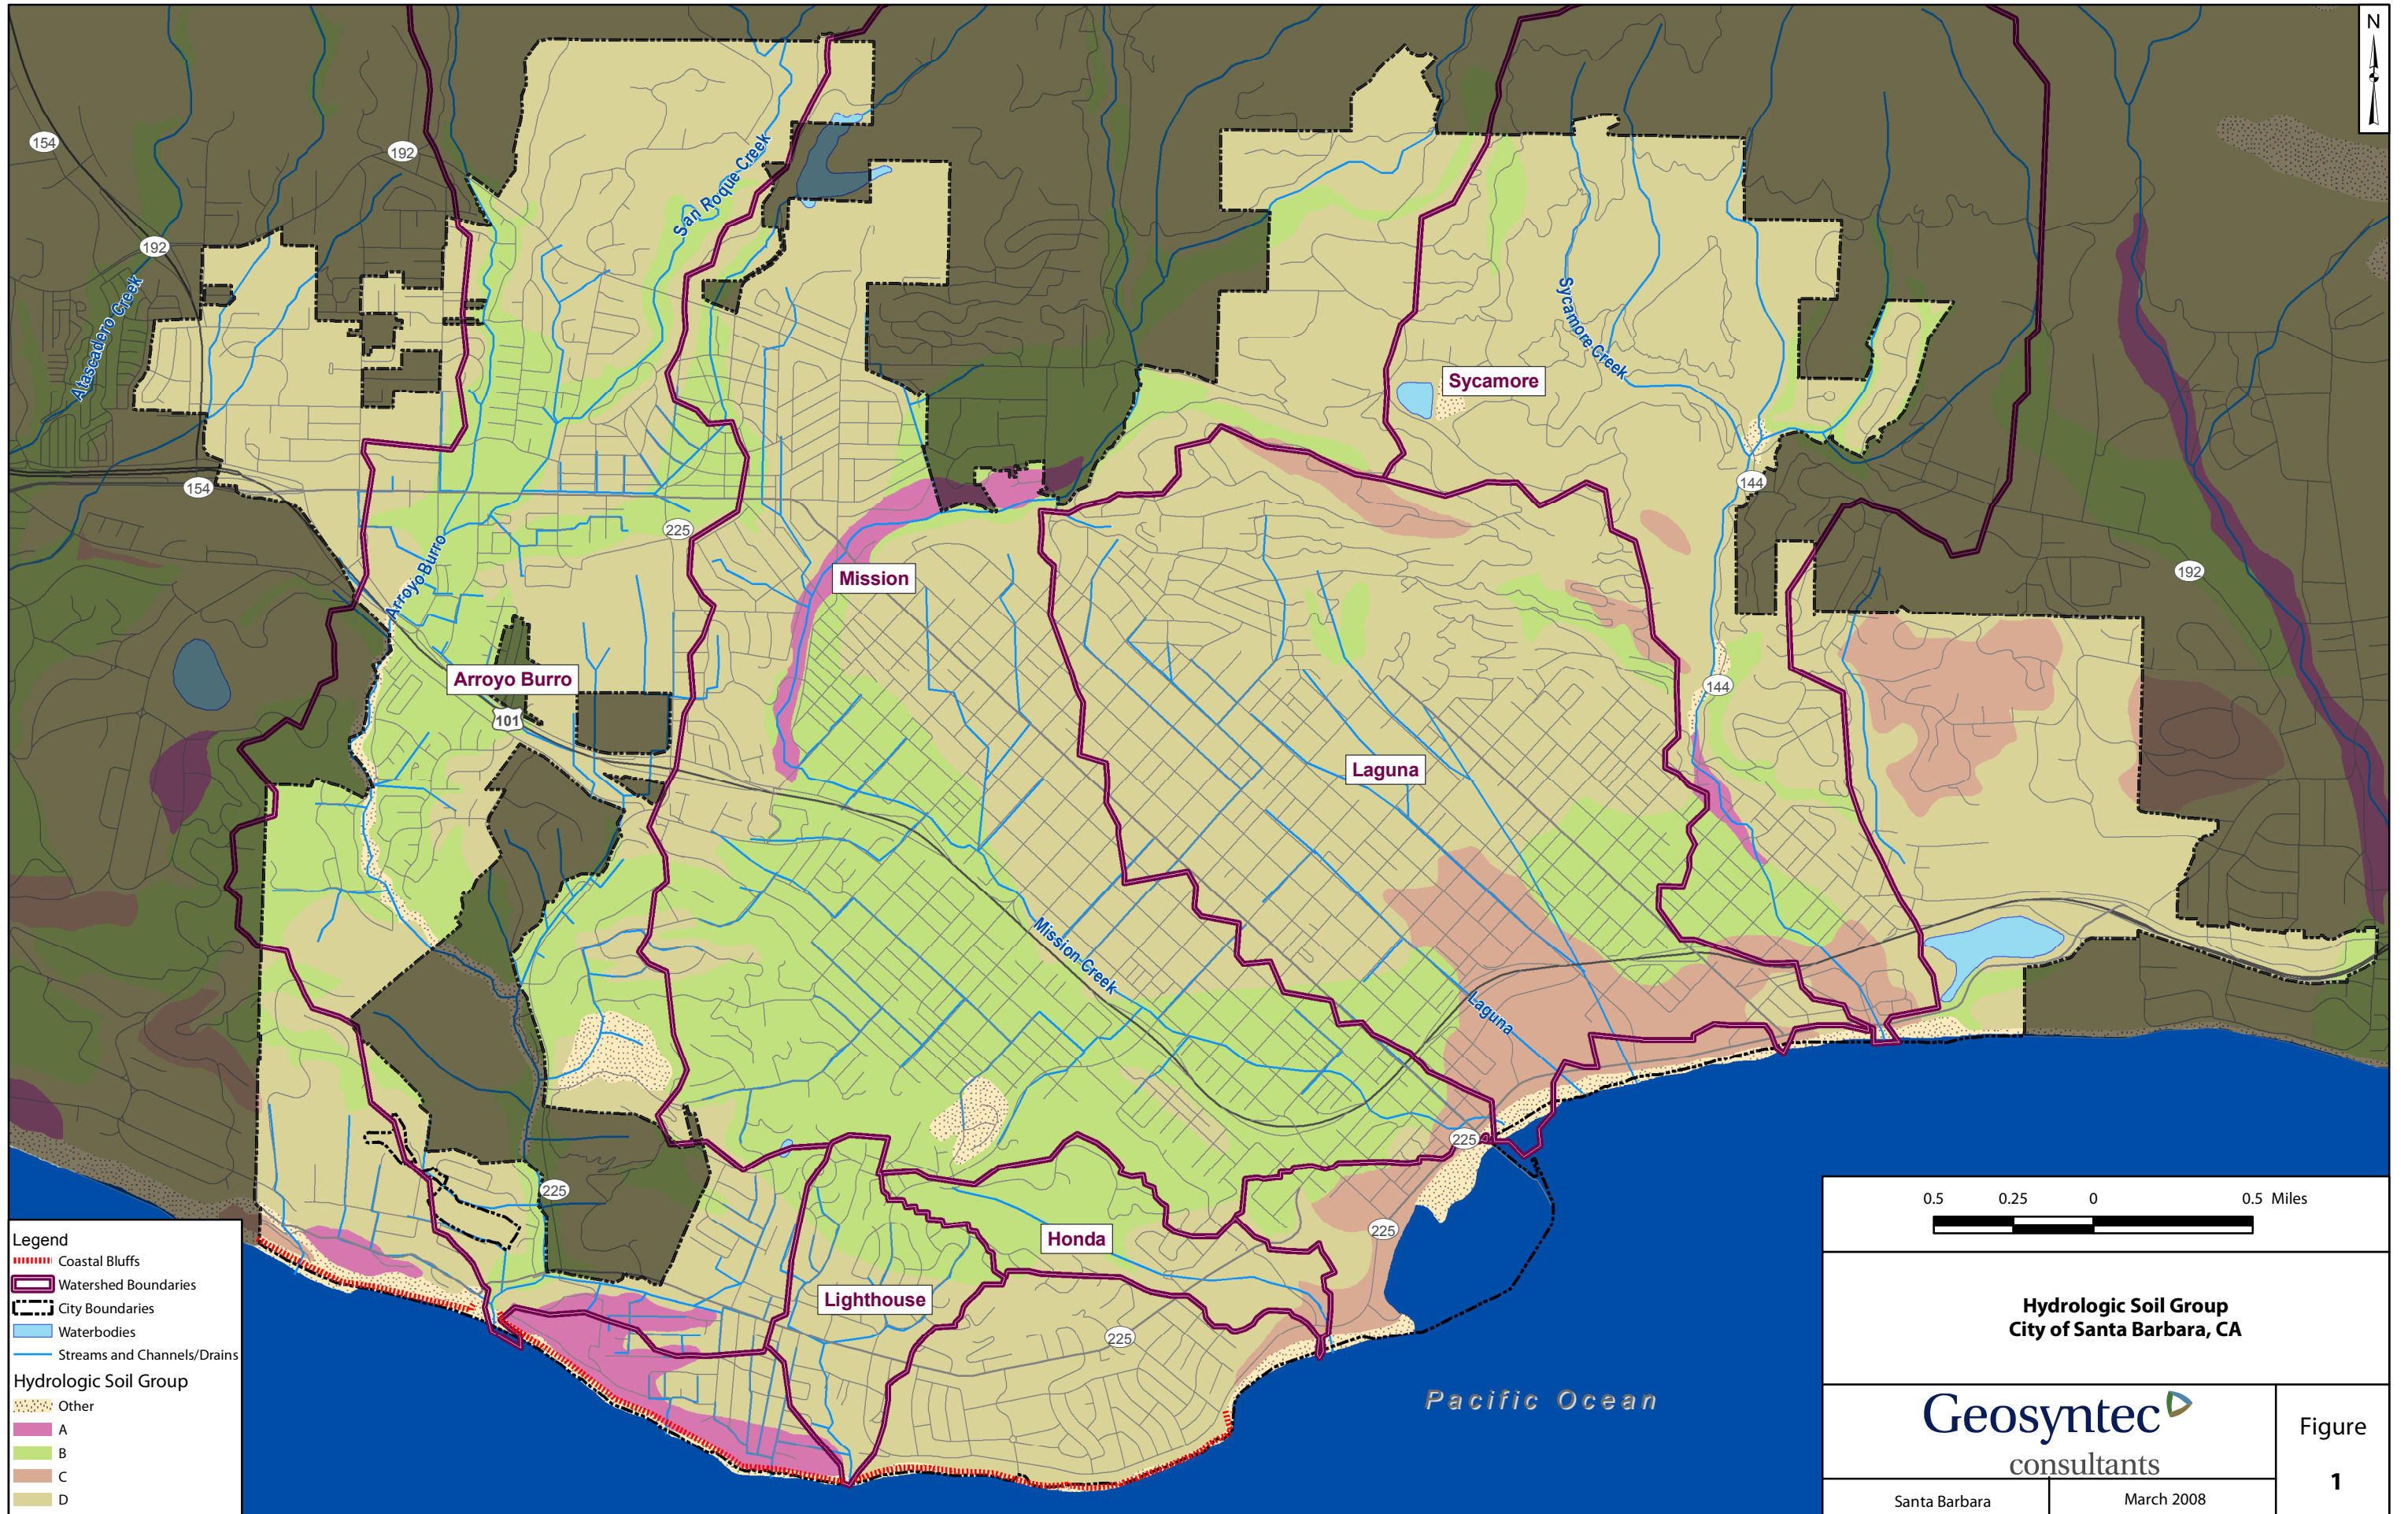 N
154
192
192
Atascadero Creek
San Roque Creek
Sycamore Creek
Sycamore
154
144
225
Arroyo Burro
Mission
192
Arroyo Burro
144
101
Laguna
Mission Creek
Laguna
225
225
225
Honda
Lighthouse
225
Pacific Ocean
Legend
Coastal Bluffs
Watershed Boundaries
City Boundaries
Waterbodies
Streams and Channels/Drains
Hydrologic Soil Group
Other
A
B
C
D
0.5 0.25 0 0.5 Miles
Hydrologic Soil Group
City of Santa Barbara, CA
Geosyntec
consultants
Figure
1
Santa Barbara
March 2008